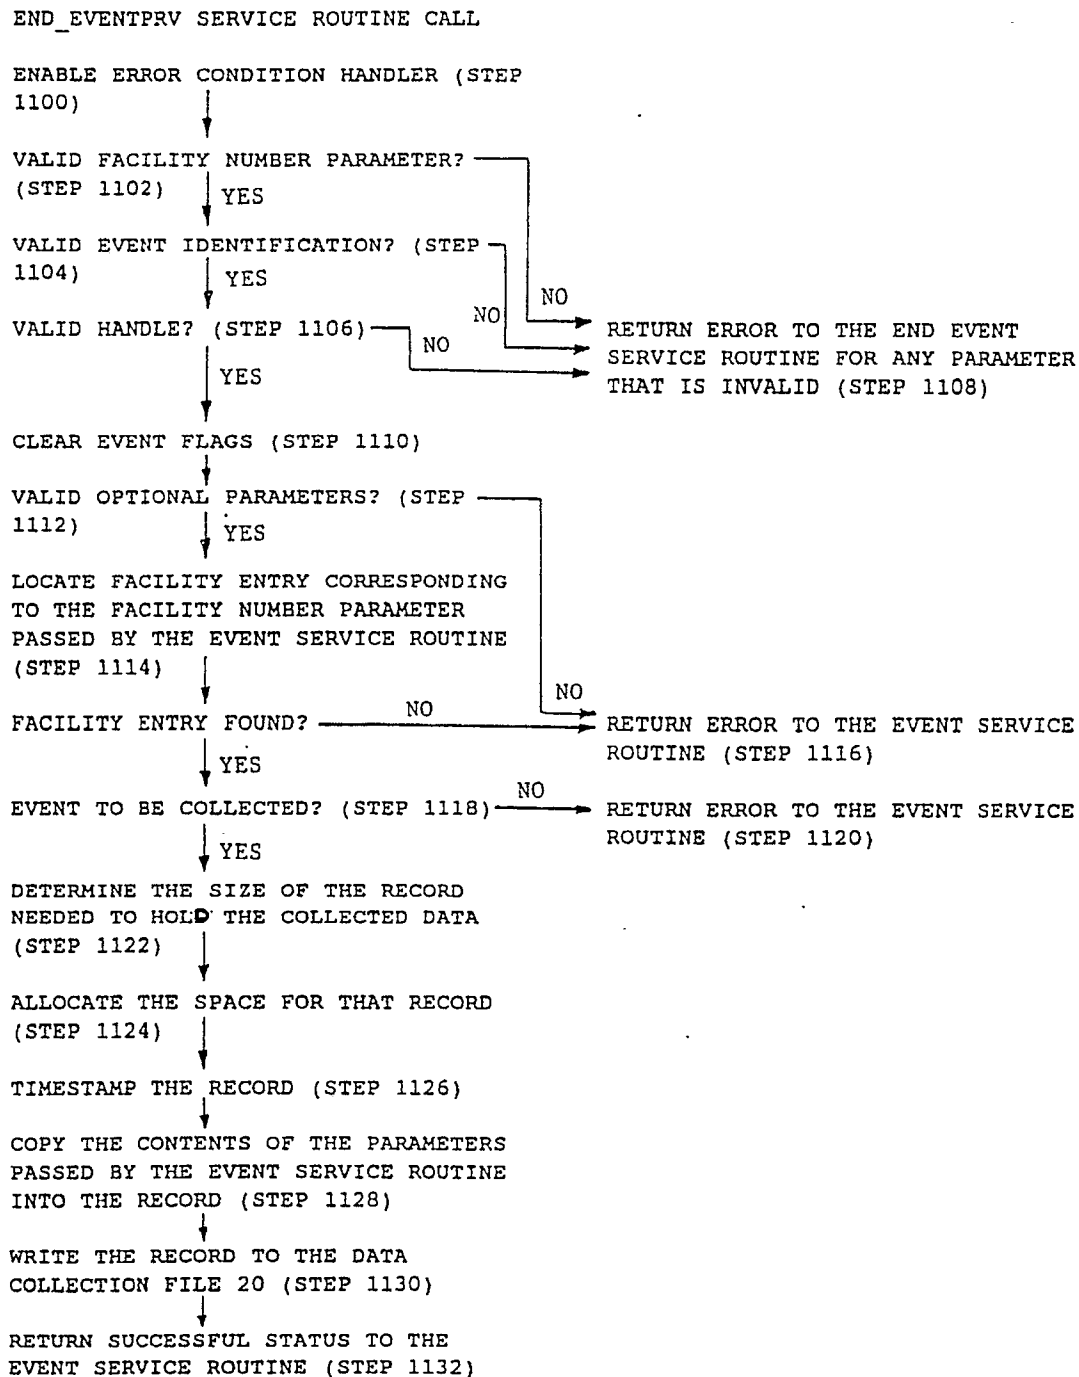 END_EVENTPRV SERVICE ROUTINE CALL
ENABLE ERROR CONDITION HANDLER (STEP
1100)
VALID FACILITY NUMBER PARAMETER?
(STEP 1102)
YES
VALID EVENT IDENTIFICATION? (STEP
1104)
YES
NO
NO
VALID HANDLE? (STEP 1106)
NO
YES
RETURN ERROR TO THE END EVENT
SERVICE ROUTINE FOR ANY PARAMETER
THAT IS INVALID (STEP 1108)
CLEAR EVENT FLAGS (STEP 1110)
VALID OPTIONAL PARAMETERS? (STEP
1112)
YES
LOCATE FACILITY ENTRY CORRESPONDING
TO THE FACILITY NUMBER PARAMETER
PASSED BY THE EVENT SERVICE ROUTINE
(STEP 1114)
NO
FACILITY ENTRY FOUND?
NO
RETURN ERROR TO THE EVENT SERVICE
ROUTINE (STEP 1116)
YES
EVENT TO BE COLLECTED? (STEP 1118)
NO
RETURN ERROR TO THE EVENT SERVICE
ROUTINE (STEP 1120)
YES
DETERMINE THE SIZE OF THE RECORD
NEEDED TO HOLD THE COLLECTED DATA
(STEP 1122)
ALLOCATE THE SPACE FOR THAT RECORD
(STEP 1124)
TIMESTAMP THE RECORD (STEP 1126)
COPY THE CONTENTS OF THE PARAMETERS
PASSED BY THE EVENT SERVICE ROUTINE
INTO THE RECORD (STEP 1128)
WRITE THE RECORD TO THE DATA
COLLECTION FILE 20 (STEP 1130)
RETURN SUCCESSFUL STATUS TO THE
EVENT SERVICE ROUTINE (STEP 1132)